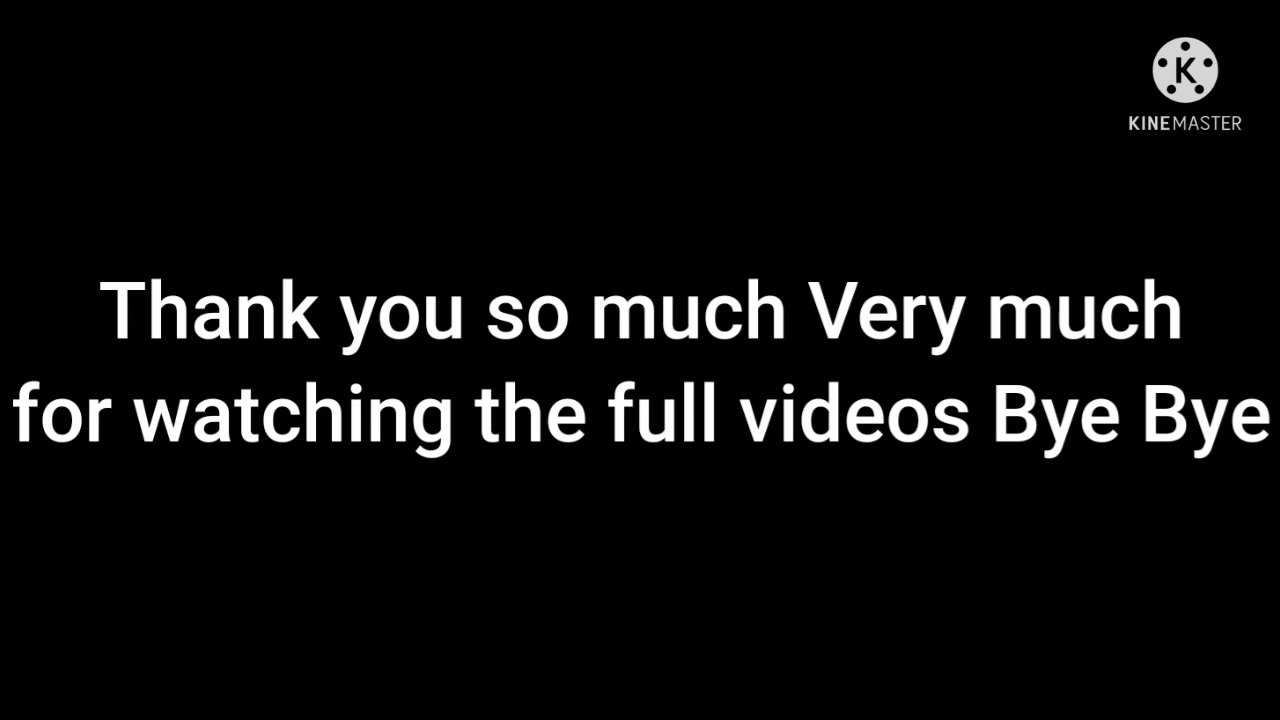 K
KINEMASTER
Thank you so much Very much
for watching the full videos Bye Bye